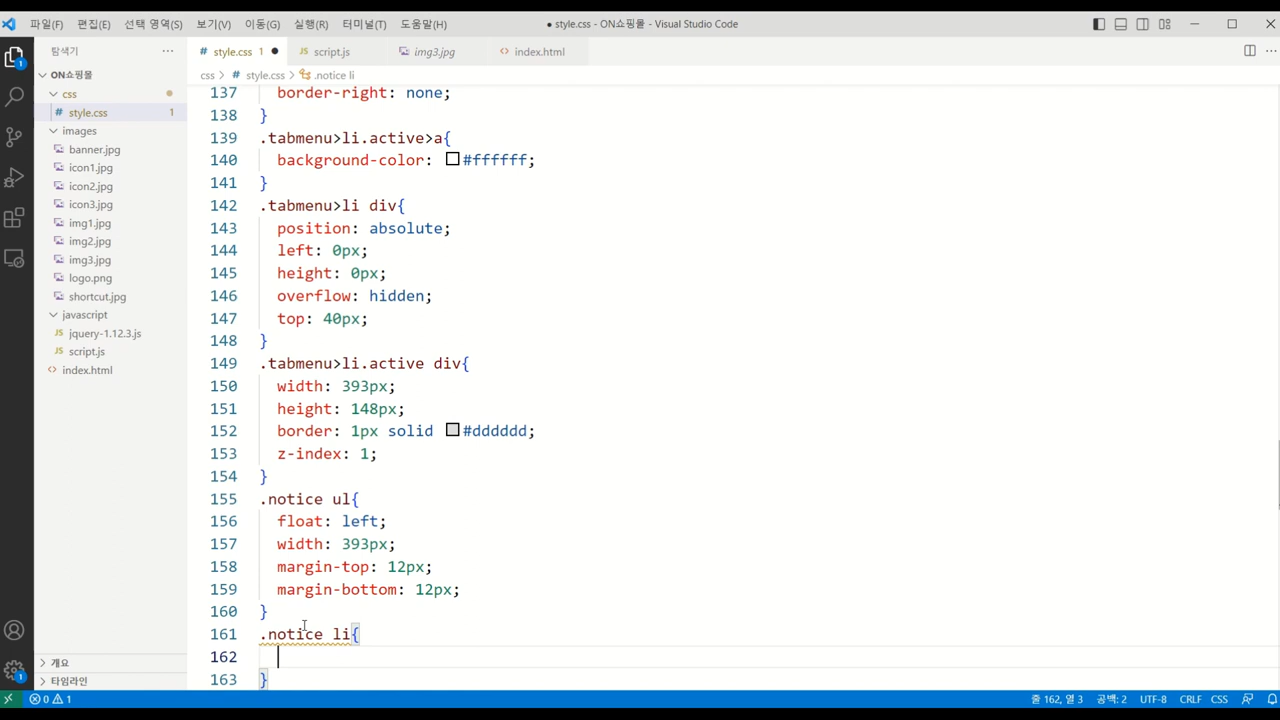 파일(F) 편집(E) 선택 영역(S) 보기(V) 이동(G) 실행(R) 터미널(T) 도움말(H) ● style.css - ON쇼핑몰 - Visual Studio Code
탐색기 ···
# style.css 1 ● JS script.js img3.jpg <> index.html ···
ON쇼핑몰
css > # style.css > .notice li
css
# style.css 1
images
banner.jpg
icon1.jpg
icon2.jpg
icon3.jpg
img1.jpg
img2.jpg
img3.jpg
logo.png
shortcut.jpg
javascript
JS jquery-1.12.3.js
JS script.js
<> index.html
개요
타임라인
1
1
137 border-right: none;
138 }
139 .tabmenu>li.active>a{
140 background-color: #ffffff;
141 }
142 .tabmenu>li div{
143 position: absolute;
144 left: 0px;
145 height: 0px;
146 overflow: hidden;
147 top: 40px;
148 }
149 .tabmenu>li.active div{
150 width: 393px;
151 height: 148px;
152 border: 1px solid #dddddd;
153 z-index: 1;
154 }
155 .notice ul{
156 float: left;
157 width: 393px;
158 margin-top: 12px;
159 margin-bottom: 12px;
160 }
161 .notice li{
162
163 }
0 1 줄 162, 열 3 공백: 2 UTF-8 CRLF CSS